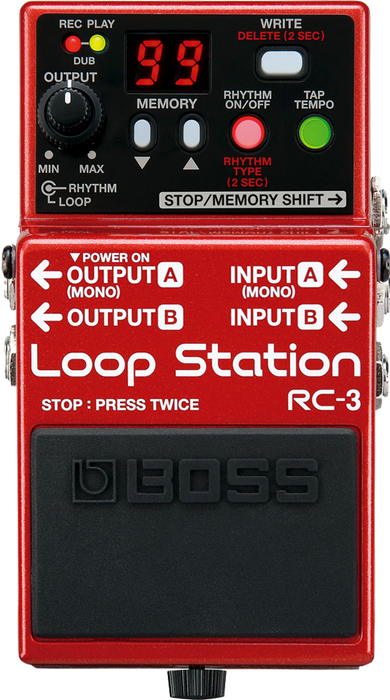 REC PLAY
DUB
99
WRITE
DELETE (2 SEC)
OUTPUT
MEMORY
RHYTHM
ON/OFF
TAP
TEMPO
MIN
MAX
RHYTHM
TYPE
(2 SEC)
RHYTHM
LOOP
STOP/MEMORY SHIFT→
▼POWER ON
←OUTPUT A
(MONO)
INPUT A←
(MONO)
←OUTPUT B
INPUT B←
Loop Station
STOP : PRESS TWICE
RC-3
BOSS